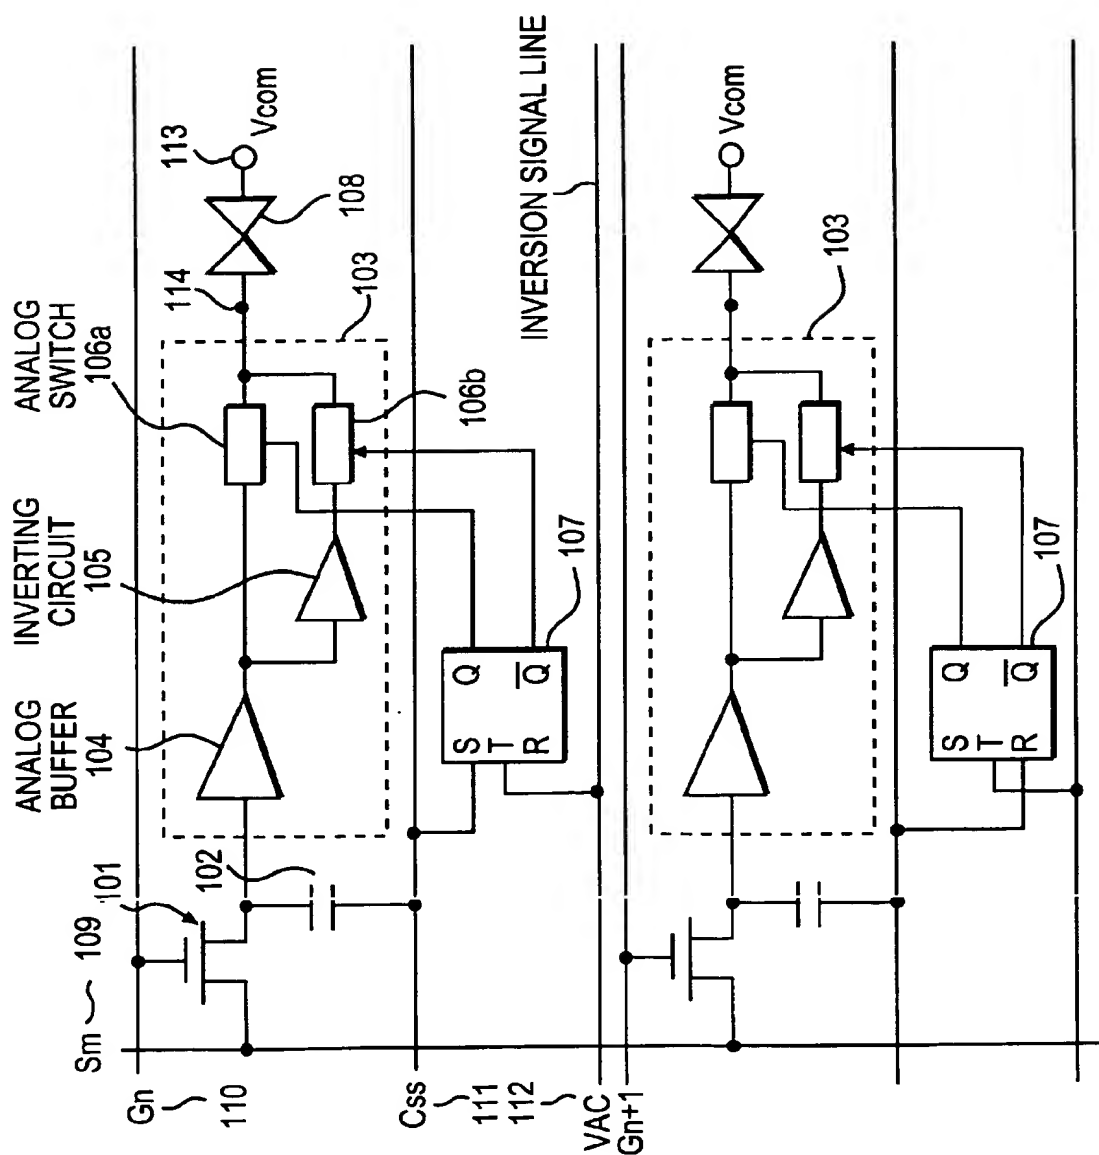 ANALOG
BUFFER
104
INVERTING
CIRCUIT
105
ANALOG
SWITCH
106a
114
113
Vcom
108
103
106b
Sm
109
101
102
Gn
110
Css
111
S
T
R
Q
Q̅
107
112
VAC
INVERSION SIGNAL LINE
Gn+1
Vcom
103
S
T
R
Q
Q̅
107